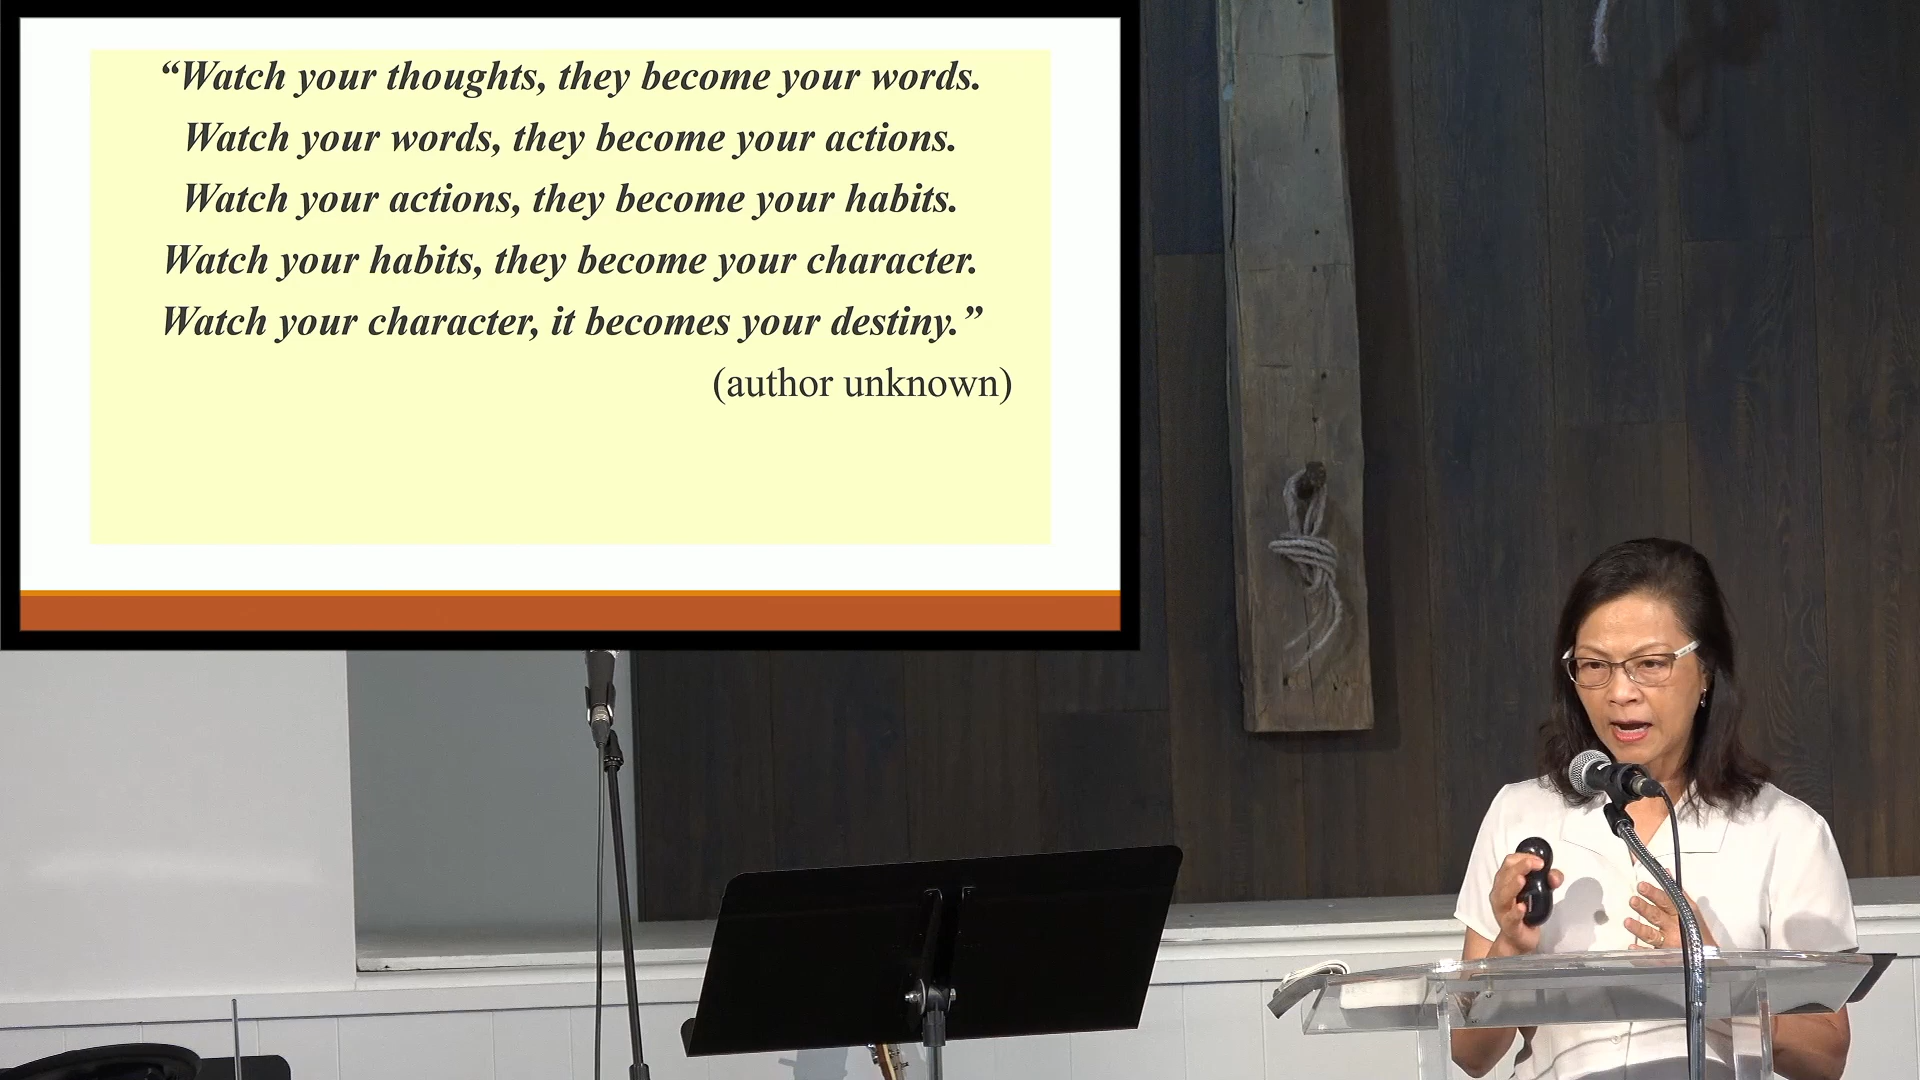 “Watch your thoughts, they become your words.
Watch your words, they become your actions.
Watch your actions, they become your habits.
Watch your habits, they become your character.
Watch your character, it becomes your destiny.”
(author unknown)